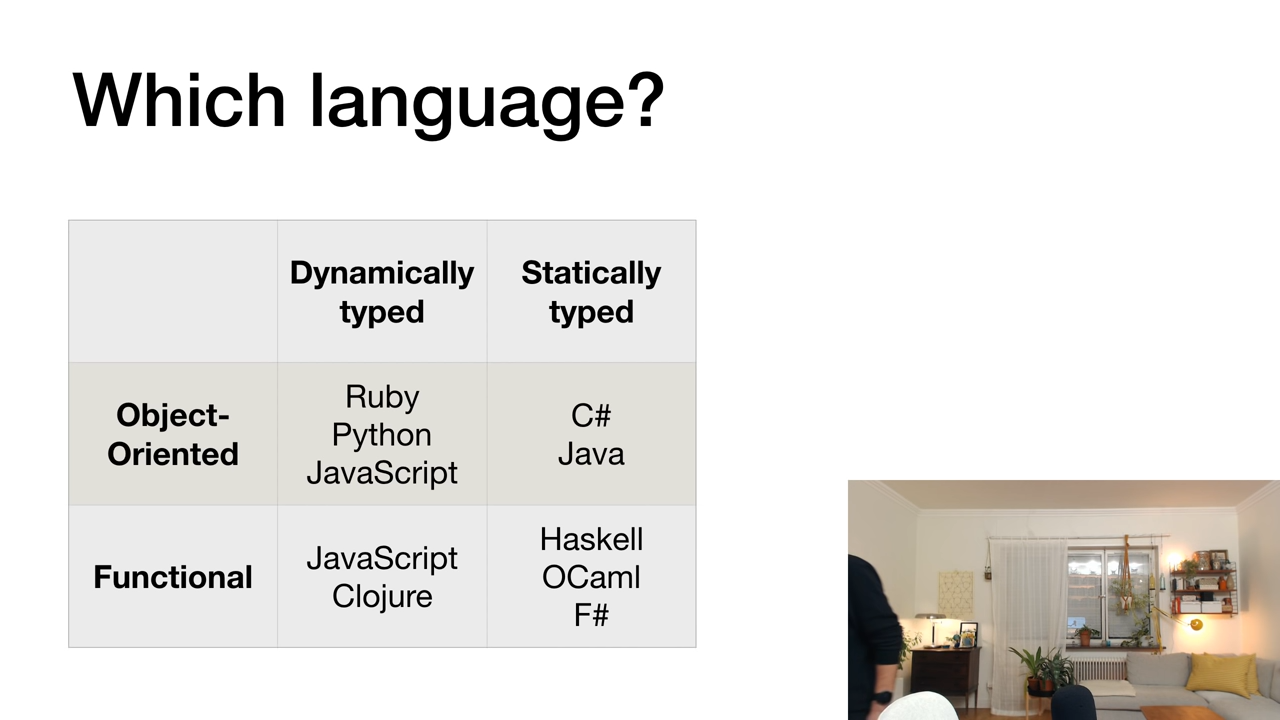 Which language?
Dynamically
typed
Statically
typed
Object-
Oriented
Ruby
Python
JavaScript
C#
Java
Functional
JavaScript
Clojure
Haskell
OCaml
F#